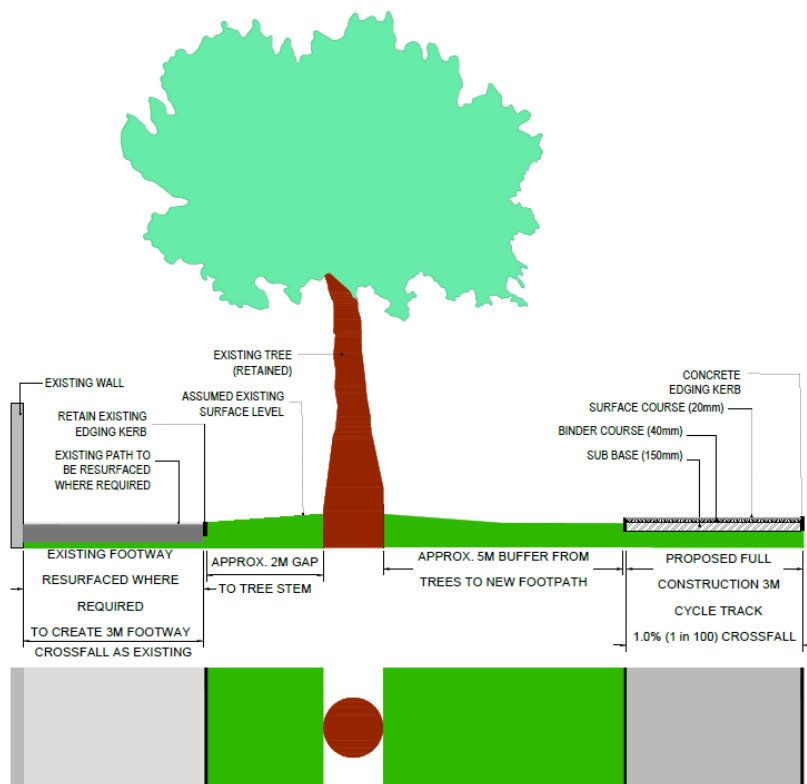 EXISTING TREE
(RETAINED)
EXISTING WALL
CONCRETE
EDGING KERB
ASSUMED EXISTING
SURFACE LEVEL
RETAIN EXISTING
EDGING KERB
SURFACE COURSE (20mm)
BINDER COURSE (40mm)
EXISTING PATH TO
BE RESURFACED
WHERE REQUIRED
SUB BASE (150mm)
EXISTING FOOTWAY
RESURFACED WHERE
REQUIRED
TO CREATE 3M FOOTWAY
CROSSFALL AS EXISTING
APPROX. 2M GAP
TO TREE STEM
APPROX. 5M BUFFER FROM
TREES TO NEW FOOTPATH
PROPOSED FULL
CONSTRUCTION 3M
CYCLE TRACK
1.0% (1 in 100) CROSSFALL